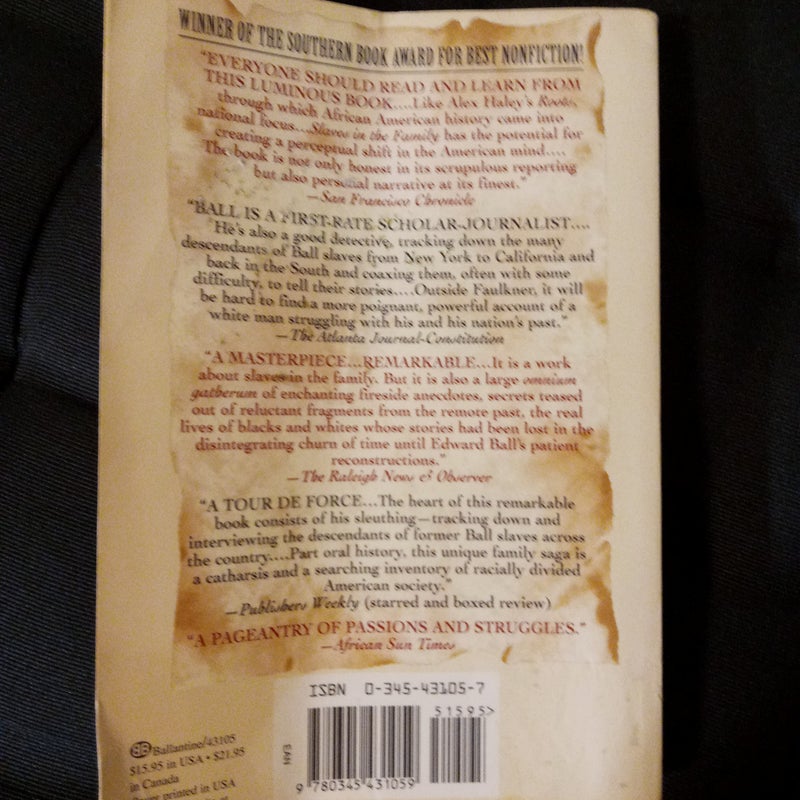 WINNER OF THE SOUTHERN BOOK AWARD FOR BEST NONFICTION!
"EVERYONE SHOULD READ AND LEARN FROM
THIS LUMINOUS BOOK....Like Alex Haley's Roots,
through which African American history came into
national focus...Slaves in the Family has the potential for
creating a perceptual shift in the American mind....
The book is not only honest in its scrupulous reporting
but also personal narrative at its finest."
—San Francisco Chronicle
"BALL IS A FIRST-RATE SCHOLAR-JOURNALIST....
He's also a good detective, tracking down the many
descendants of Ball slaves from New York to California and
back in the South and coaxing them, often with some
difficulty, to tell their stories....Outside Faulkner, it will
be hard to find a more poignant, powerful account of a
white man struggling with his and his nation's past."
—The Atlanta Journal-Constitution
"A MASTERPIECE...REMARKABLE...It is a work
about slaves in the family. But it is also a large omnium
gatherum of enchanting fireside anecdotes, secrets teased
out of reluctant fragments from the remote past, the real
lives of blacks and whites whose stories had been lost in the
disintegrating churn of time until Edward Ball's patient
reconstructions."
—The Raleigh News & Observer
"A TOUR DE FORCE...The heart of this remarkable
book consists of his sleuthing—tracking down and
interviewing the descendants of former Ball slaves across
the country....Part oral history, this unique family saga is
a catharsis and a searching inventory of racially divided
American society."
—Publishers Weekly (starred and boxed review)
"A PAGEANTRY OF PASSIONS AND STRUGGLES."
—African Sun Times
ISBN 0-345-43105-7
51595>
EAN
9 780345 431059
BB Ballantine/43105
$15.95 in USA • $21.95
in Canada
printed in USA